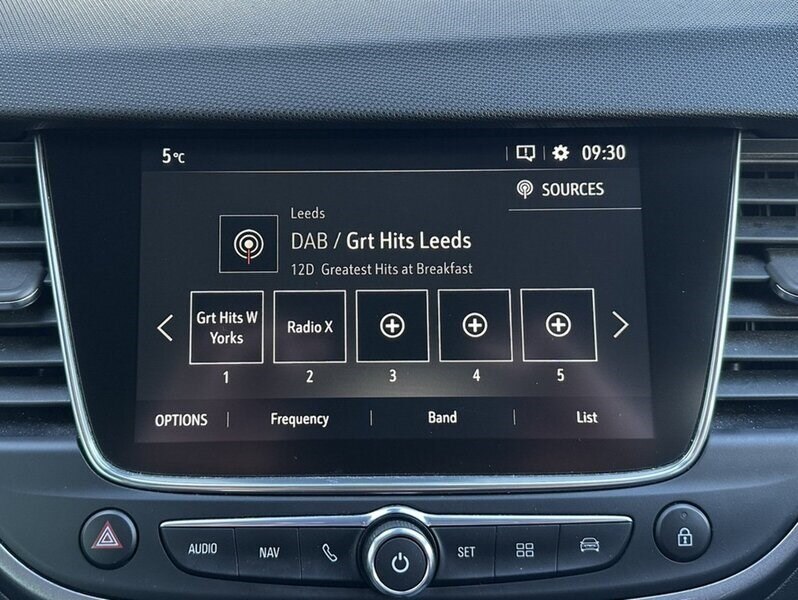 5°C
09:30
SOURCES
Leeds
DAB / Grt Hits Leeds
12D Greatest Hits at Breakfast
Grt Hits W
Yorks
Radio X
1
2
3
4
5
OPTIONS
Frequency
Band
List
AUDIO
NAV
SET